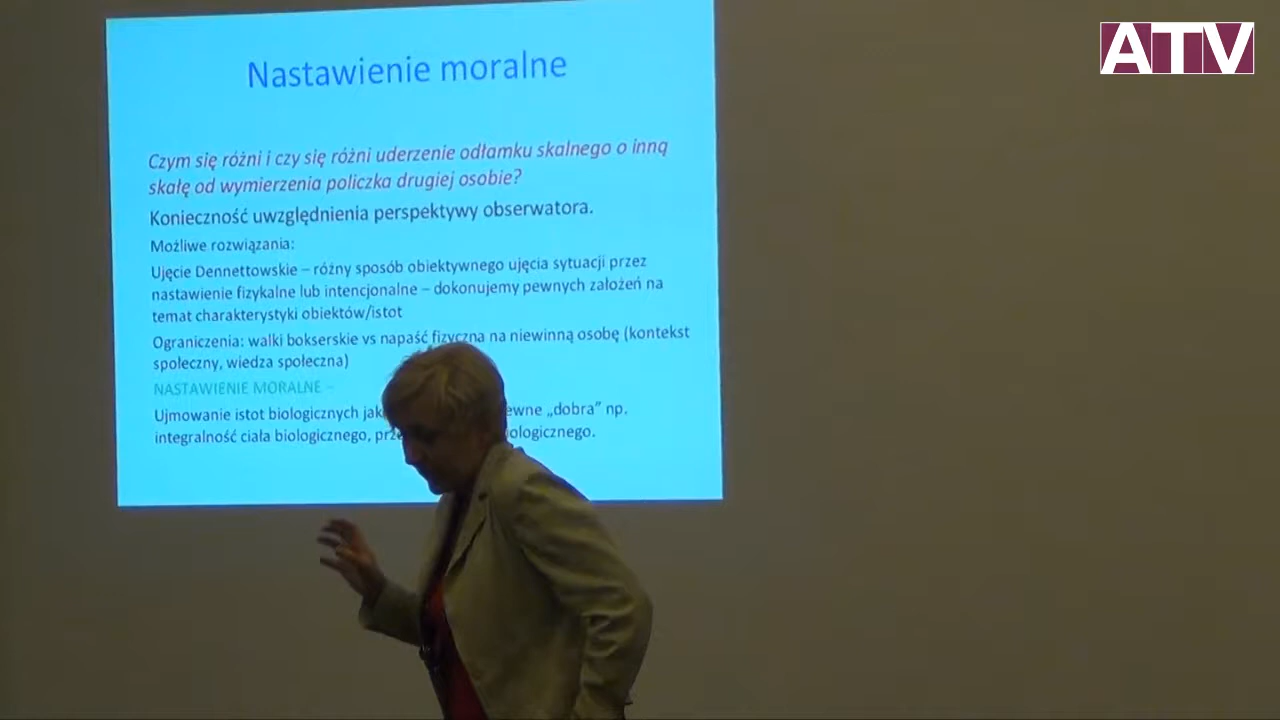 ATV
Nastawienie moralne
Czym się różni i czy się różni uderzenie odłamku skalnego o inną
skałę od wymierzenia policzka drugiej osobie?
Konieczność uwzględnienia perspektywy obserwatora.
Możliwe rozwiązania:
Ujęcie Dennettowskie – różny sposób obiektywnego ujęcia sytuacji przez
nastawienie fizykalne lub intencjonalne – dokonujemy pewnych założeń na
temat charakterystyki obiektów/istot
Ograniczenia: walki bokserskie vs napaść fizyczna na niewinną osobę (kontekst
społeczny, wiedza społeczna)
NASTAWIENIE MORALNE –
Ujmowanie istot biologicznych „dobra” np.
integralność ciała biologicznego,